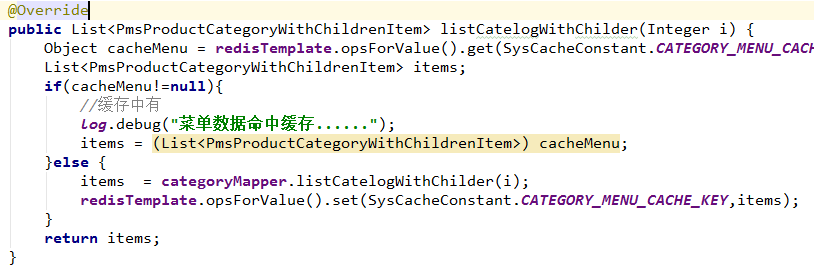 @Override
public List<PmsProductCategoryWithChildrenItem> listCatelogWithChilder(Integer i) {
    Object cacheMenu = redisTemplate.opsForValue().get(SysCacheConstant.CATEGORY_MENU_CACH
    List<PmsProductCategoryWithChildrenItem> items;
    if(cacheMenu!=null){
        //缓存中有
        log.debug("菜单数据命中缓存......");
        items = (List<PmsProductCategoryWithChildrenItem>) cacheMenu;
    }else {
        items  = categoryMapper.listCatelogWithChilder(i);
        redisTemplate.opsForValue().set(SysCacheConstant.CATEGORY_MENU_CACHE_KEY,items);
    }
    return items;
}